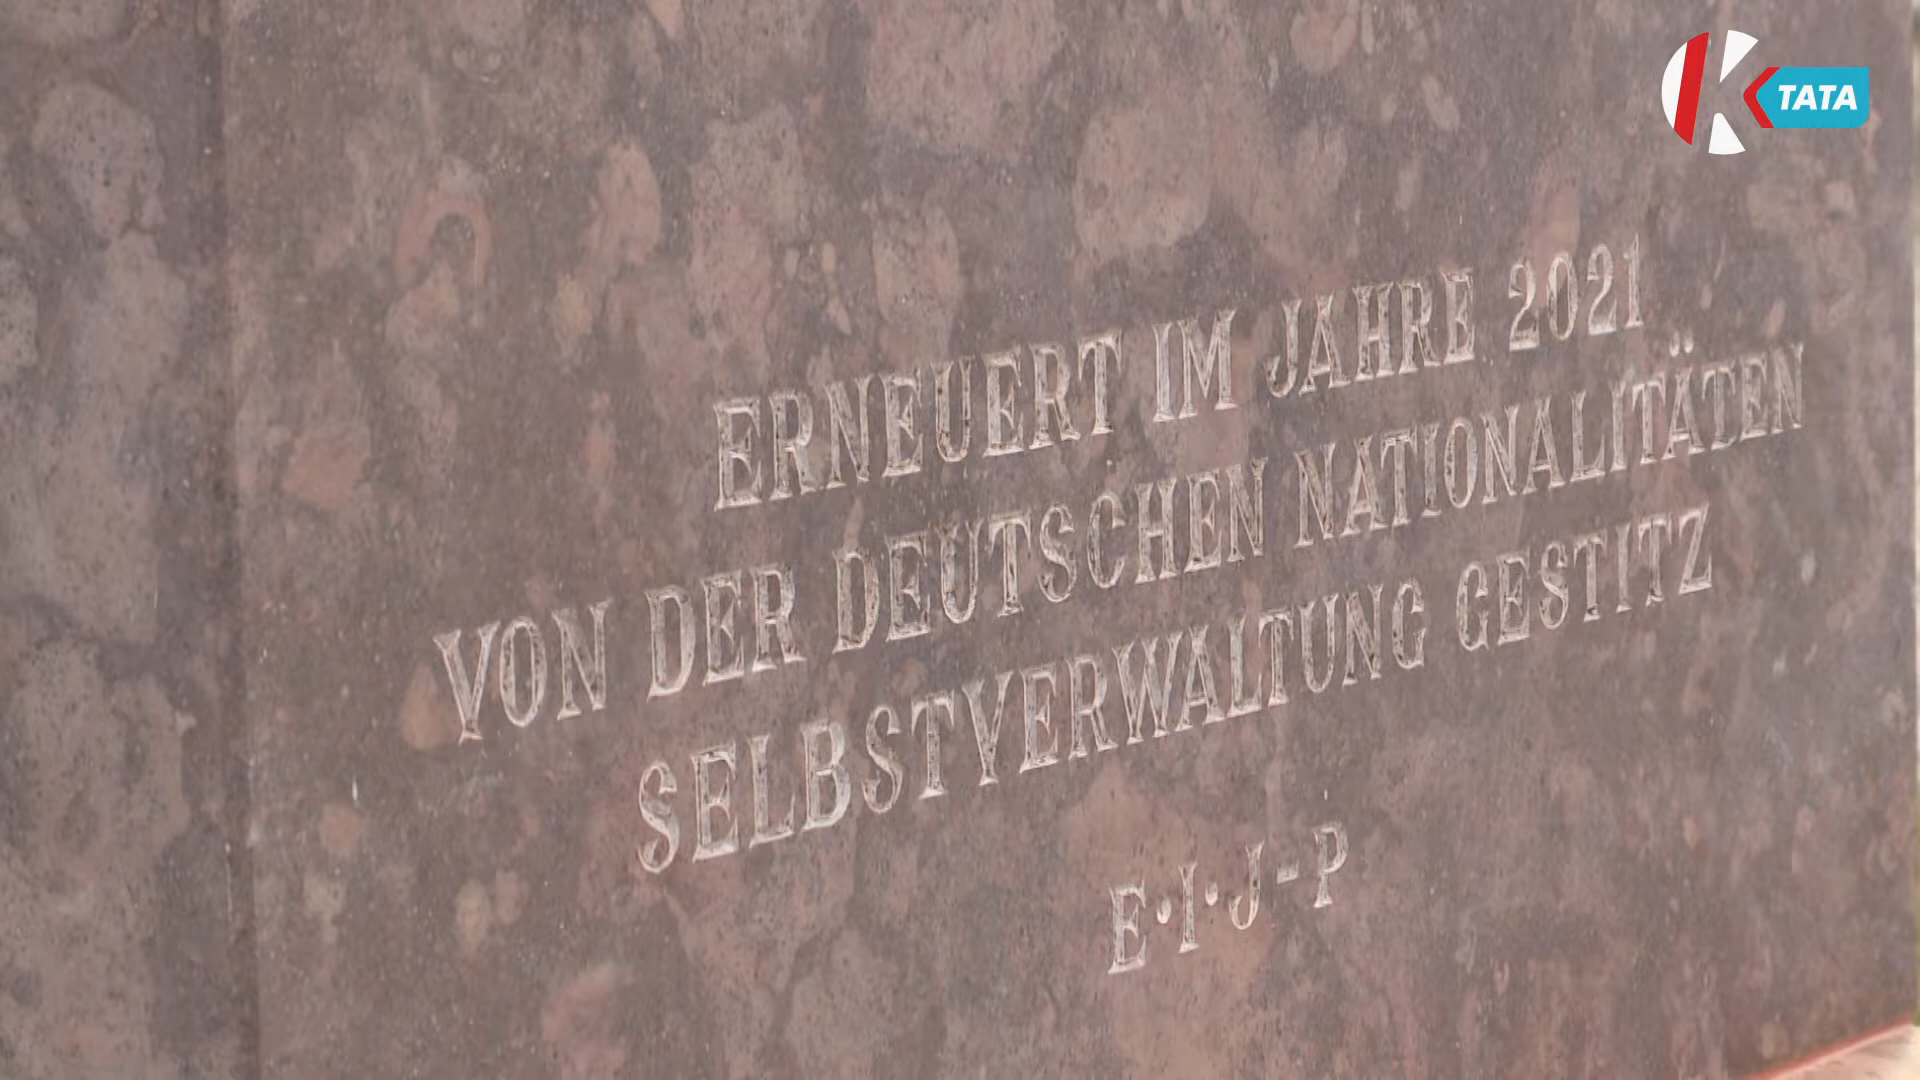 K TATA
ERNEUERT IM JAHRE 2021
VON DER DEUTSCHEN NATIONALITÄTEN
SELBSTVERWALTUNG GESTITZ
E·I·J-P